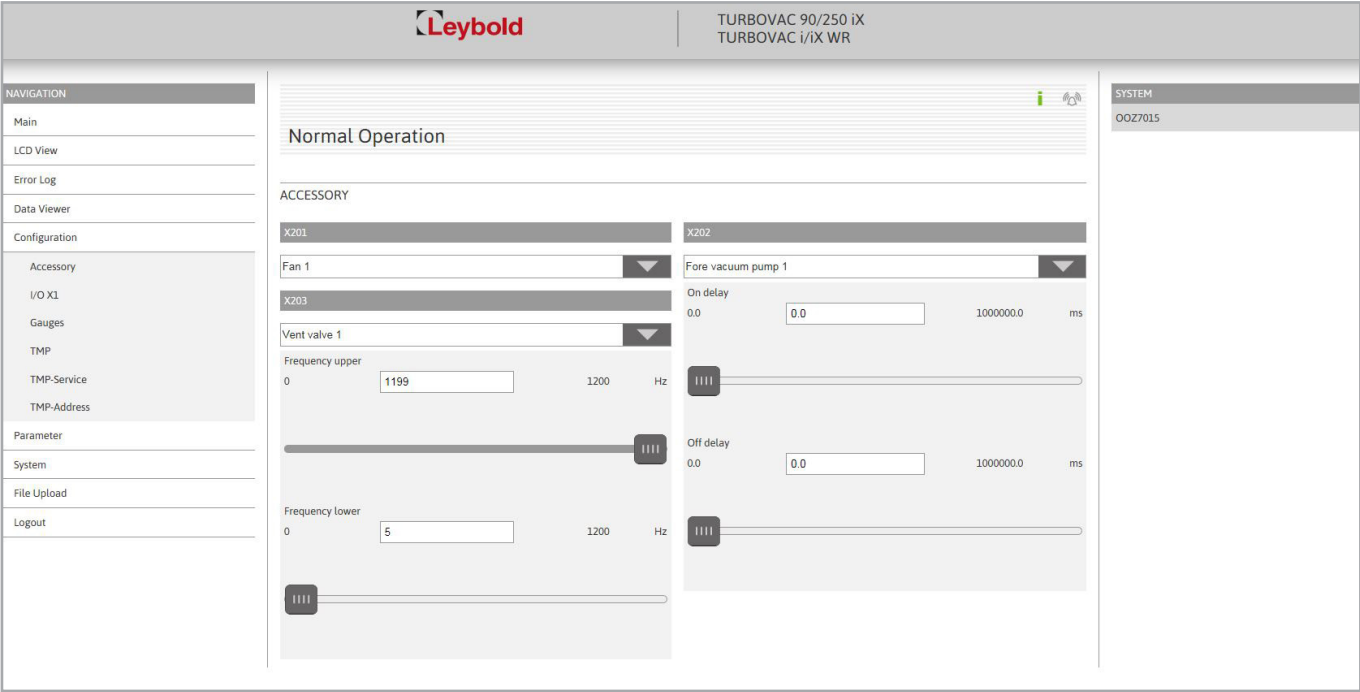 Leybold
TURBOVAC 90/250 iX
TURBOVAC i/iX WR
NAVIGATION
Main
LCD View
Error Log
Data Viewer
Configuration
Accessory
I/O X1
Gauges
TMP
TMP-Service
TMP-Address
Parameter
System
File Upload
Logout
Normal Operation
ACCESSORY
X201
Fan 1
X203
Vent valve 1
Frequency upper
0 1199 1200 Hz
Frequency lower
0 5 1200 Hz
X202
Fore vacuum pump 1
On delay
0.0 0.0 1000000.0 ms
Off delay
0.0 0.0 1000000.0 ms
SYSTEM
OOZ7015